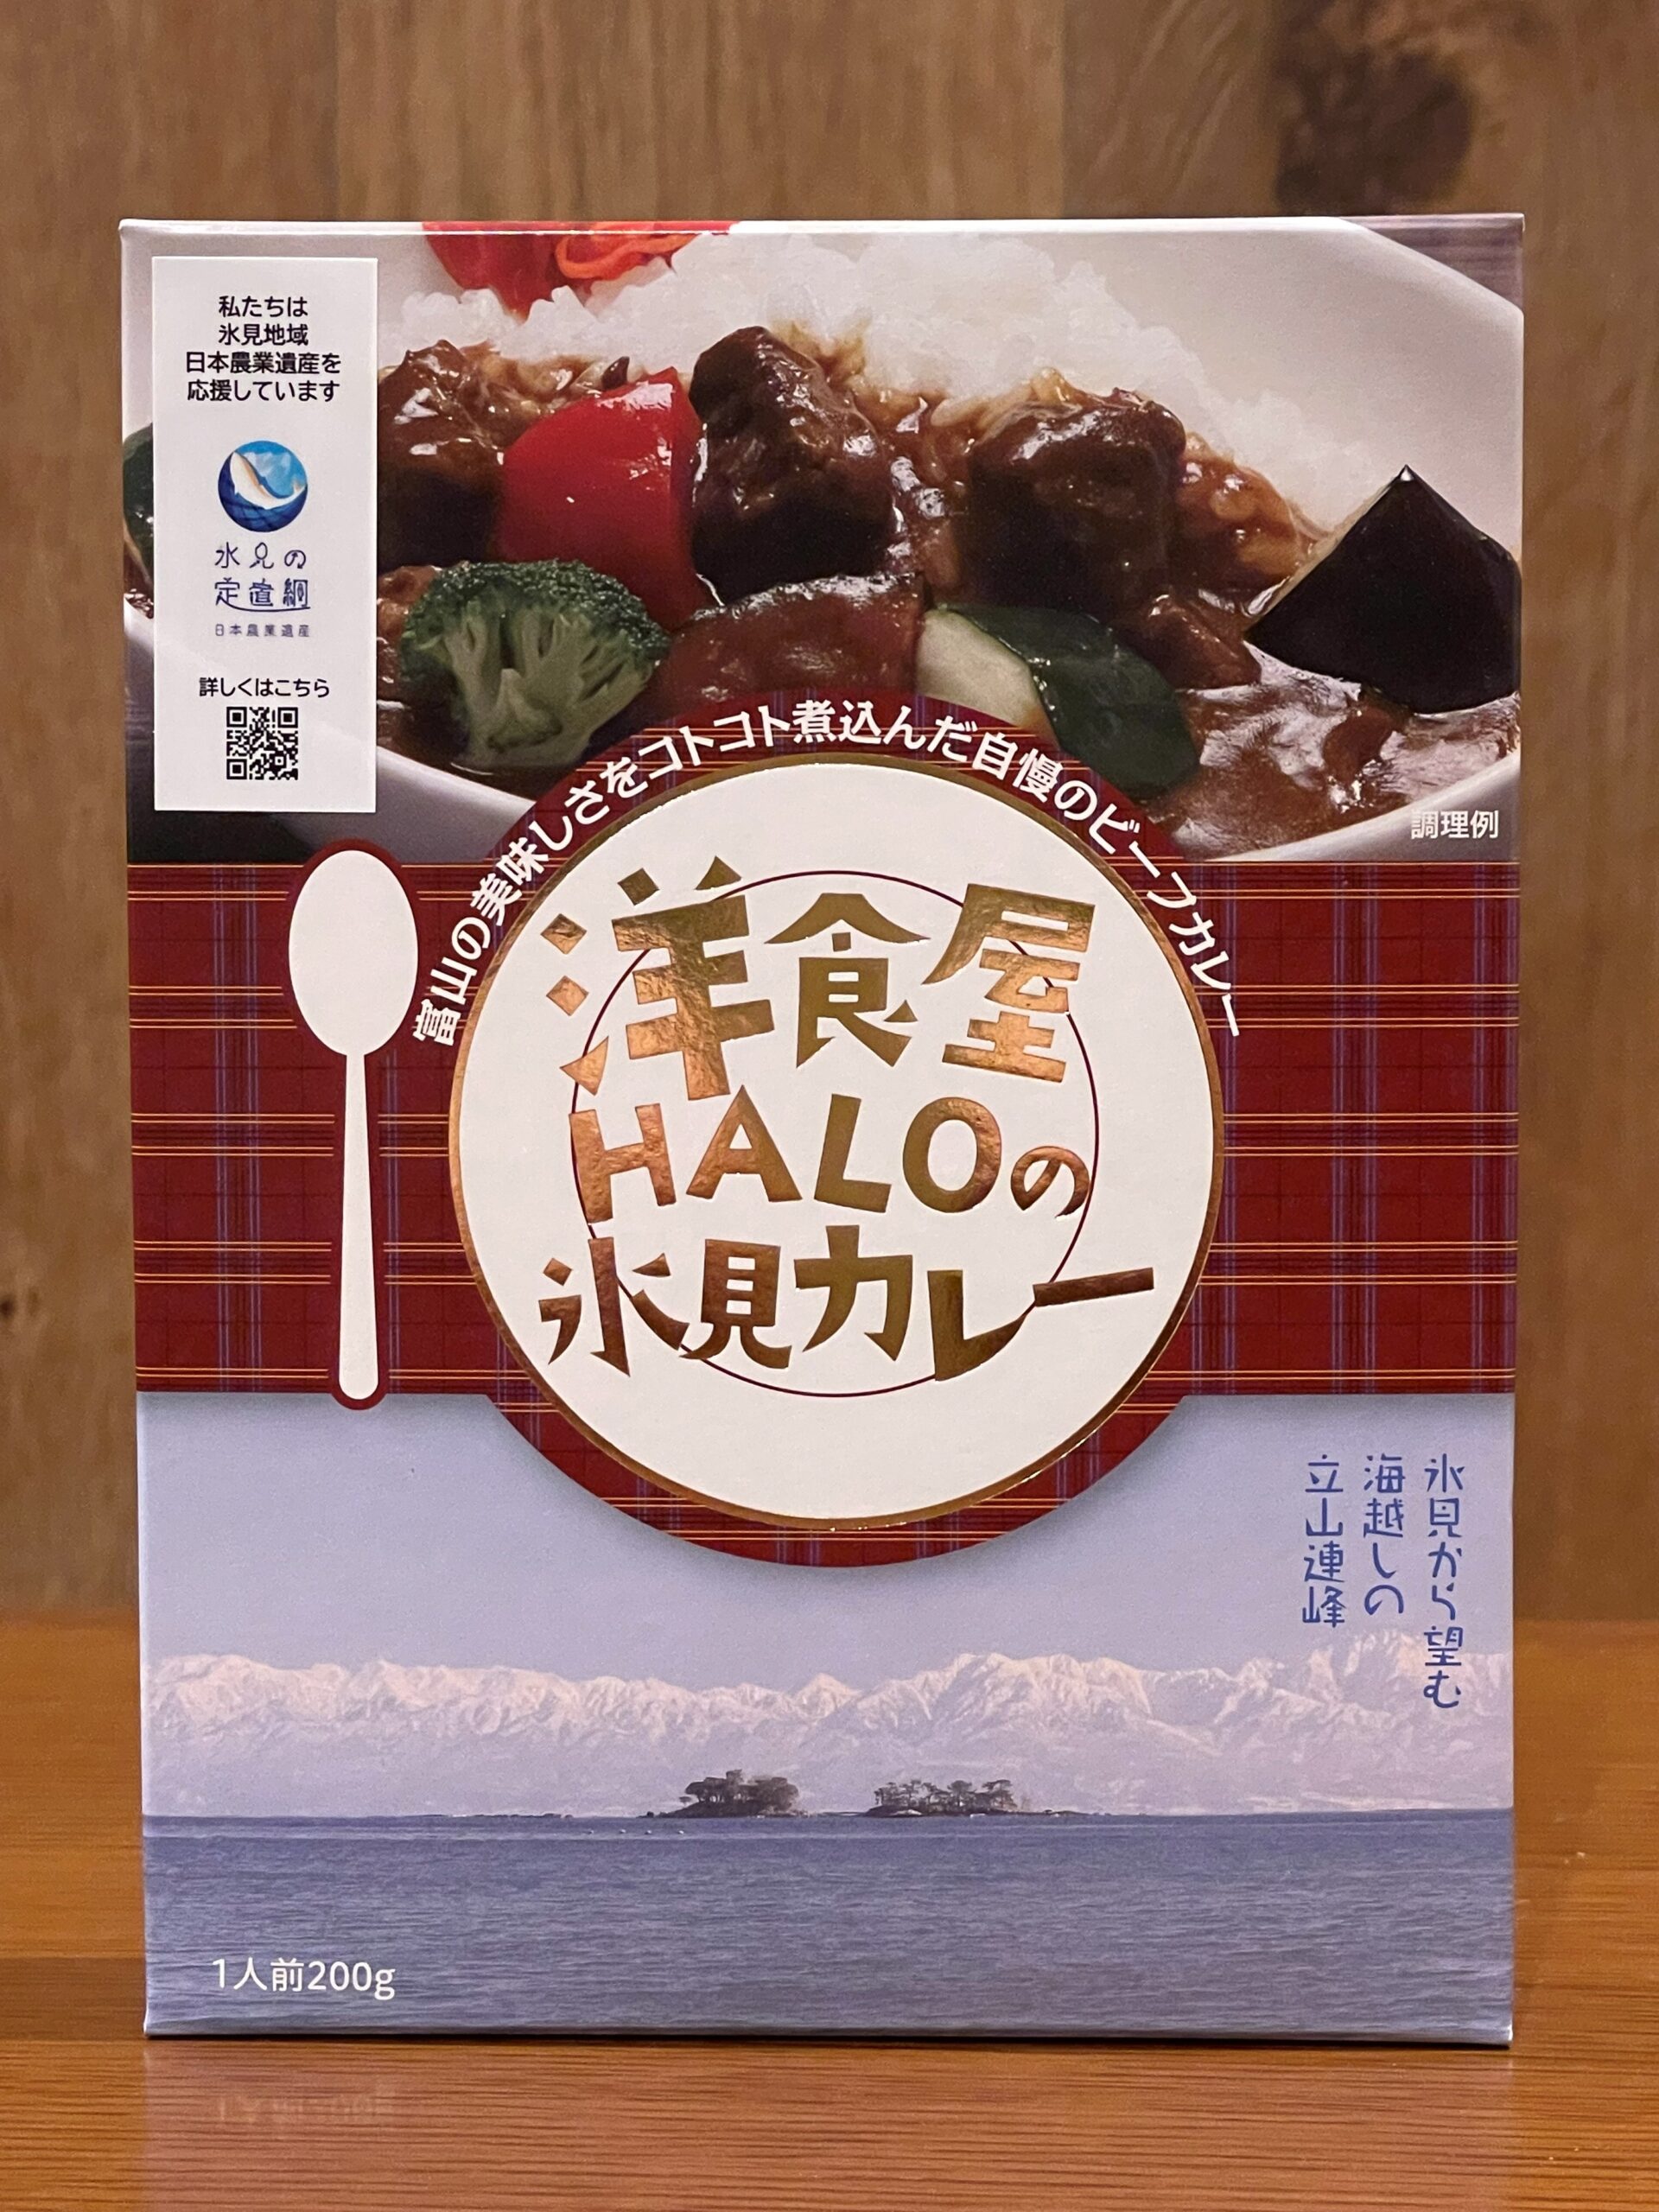 私たちは
氷見地域
日本農業遺産を
応援しています
氷見の
定置網
日本農業遺産
詳しくはこちら
調理例
富山の美味しさをコトコト煮込んだ自慢のビーフカレー
洋食屋
HALOの
氷見カレー
氷見から望む
海越しの
立山連峰
1人前200g